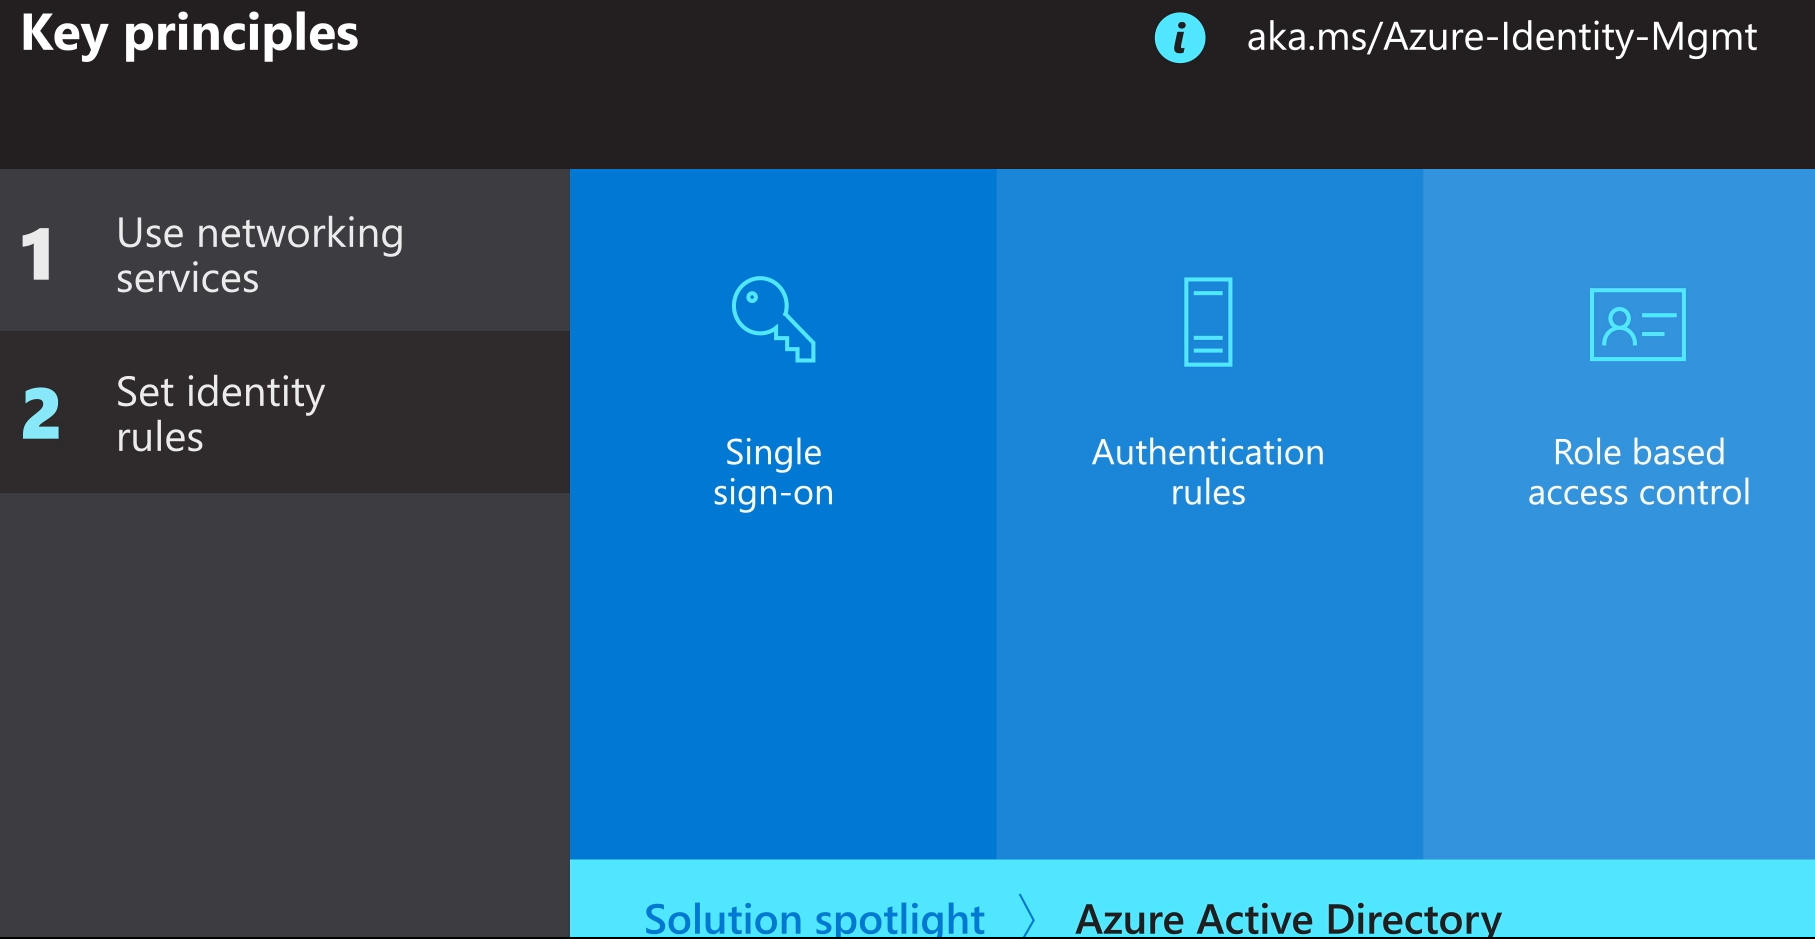 Key principles
i aka.ms/Azure-Identity-Mgmt
1
Use networking
services
2
Set identity
rules
Single
sign-on
Authentication
rules
Role based
access control
Solution spotlight
Azure Active Directory